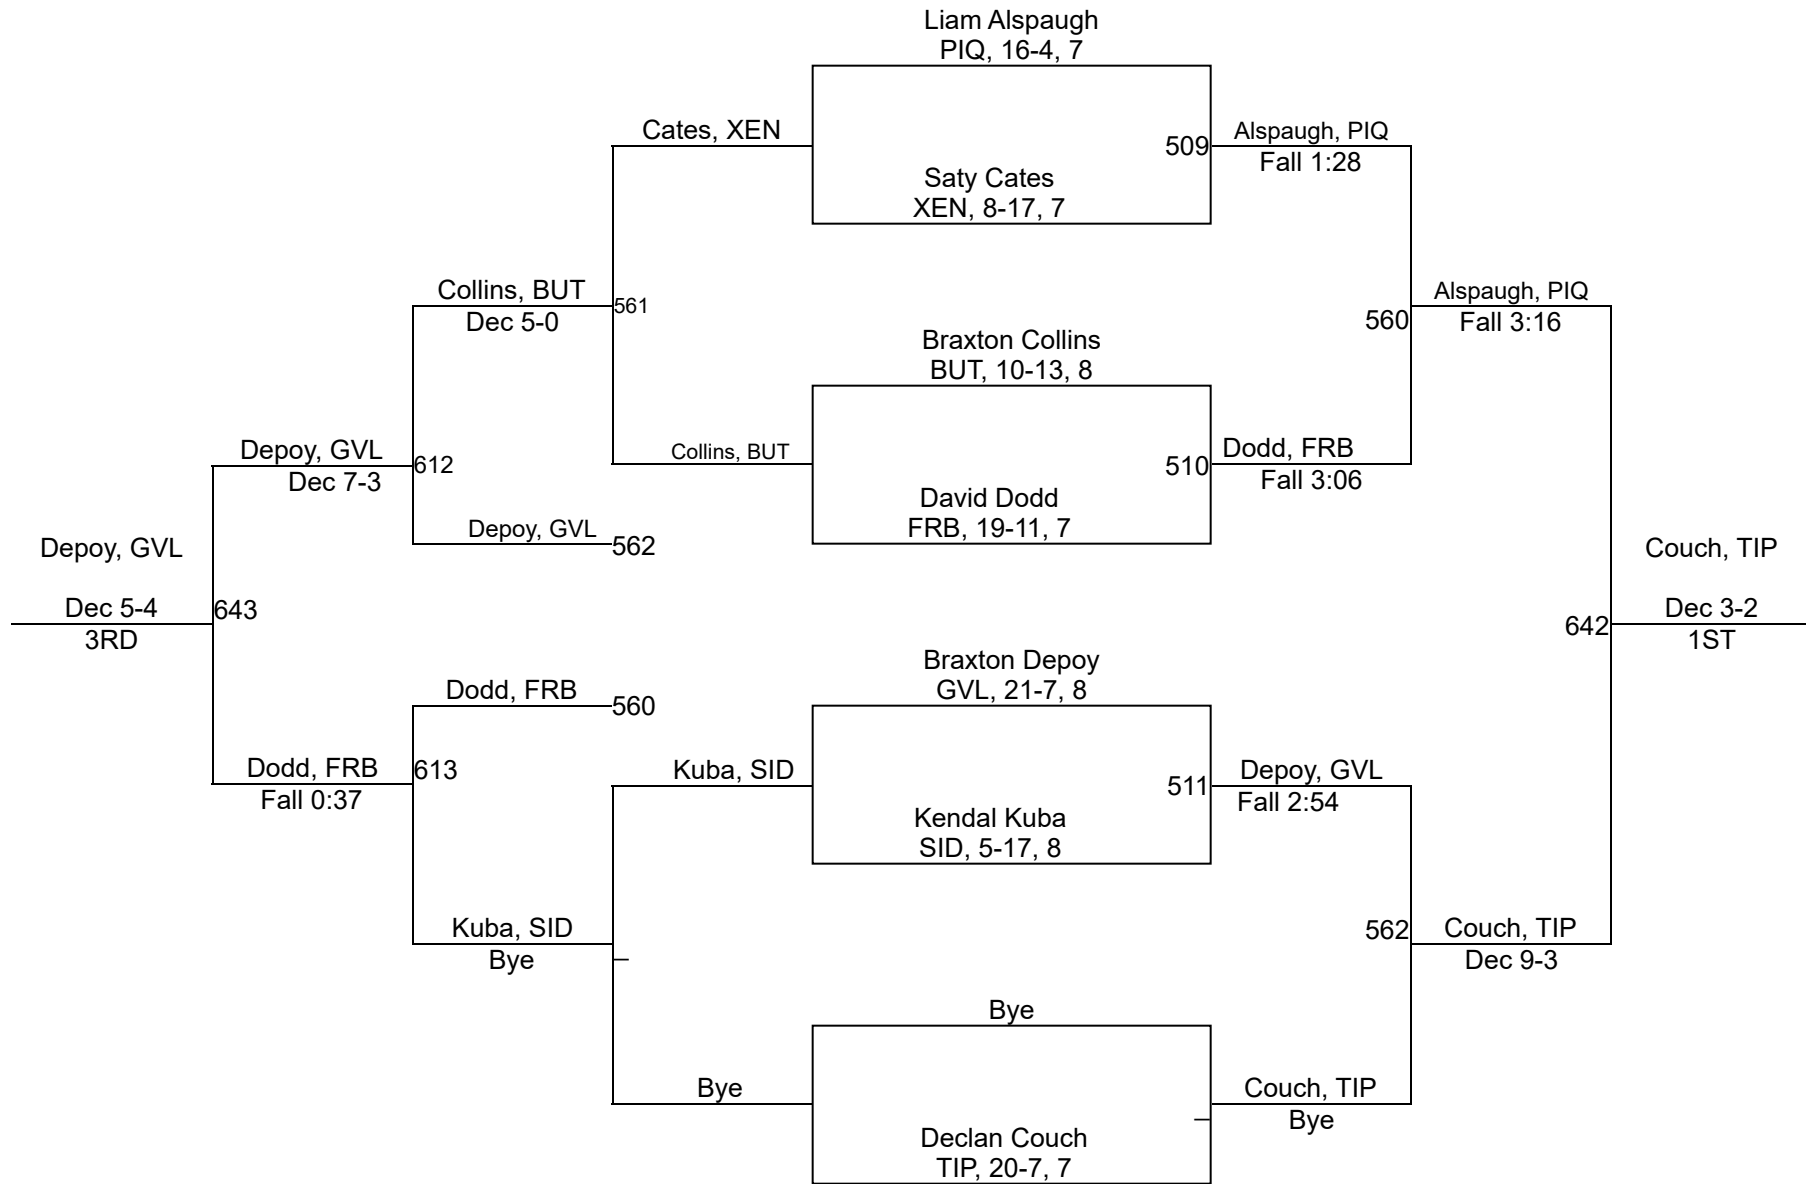 Liam Alspaugh
PIQ, 16-4, 7
Cates, XEN
509
Alspaugh, PIQ
Fall 1:28
Saty Cates
XEN, 8-17, 7
Collins, BUT
Dec 5-0
561
560
Alspaugh, PIQ
Fall 3:16
Braxton Collins
BUT, 10-13, 8
Depoy, GVL
Dec 7-3
612
Collins, BUT
510
Dodd, FRB
Fall 3:06
David Dodd
FRB, 19-11, 7
Depoy, GVL
562
Depoy, GVL
Dec 5-4
3RD
643
642
Couch, TIP
Dec 3-2
1ST
Braxton Depoy
GVL, 21-7, 8
Dodd, FRB
560
Dodd, FRB
Fall 0:37
613
Kuba, SID
511
Depoy, GVL
Fall 2:54
Kendal Kuba
SID, 5-17, 8
Kuba, SID
Bye
562
Couch, TIP
Dec 9-3
Bye
Bye
Couch, TIP
Bye
Declan Couch
TIP, 20-7, 7